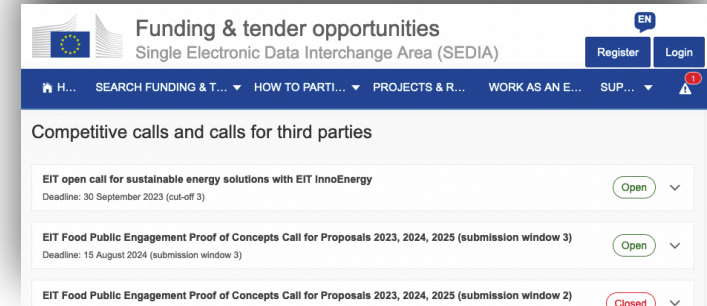 EN
Funding & tender opportunities
Single Electronic Data Interchange Area (SEDIA)
Register Login
H... SEARCH FUNDING & T... HOW TO PARTI... PROJECTS & R... WORK AS AN E... SUP... 1
Competitive calls and calls for third parties
EIT open call for sustainable energy solutions with EIT InnoEnergy
Open
Deadline: 30 September 2023 (cut-off 3)
EIT Food Public Engagement Proof of Concepts Call for Proposals 2023, 2024, 2025 (submission window 3)
Open
Deadline: 15 August 2024 (submission window 3)
EIT Food Public Engagement Proof of Concepts Call for Proposals 2023, 2024, 2025 (submission window 2)
Closed